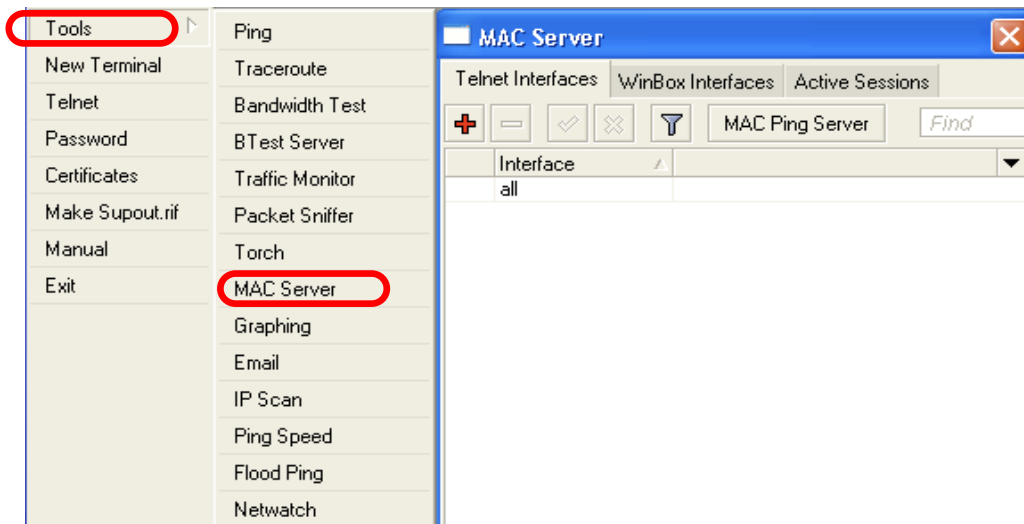 Tools
New Terminal
Telnet
Password
Certificates
Make Supout.rif
Manual
Exit
Ping
Traceroute
Bandwidth Test
BTest Server
Traffic Monitor
Packet Sniffer
Torch
MAC Server
Graphing
Email
IP Scan
Ping Speed
Flood Ping
Netwatch
MAC Server
Telnet Interfaces WinBox Interfaces Active Sessions
MAC Ping Server Find
Interface
all